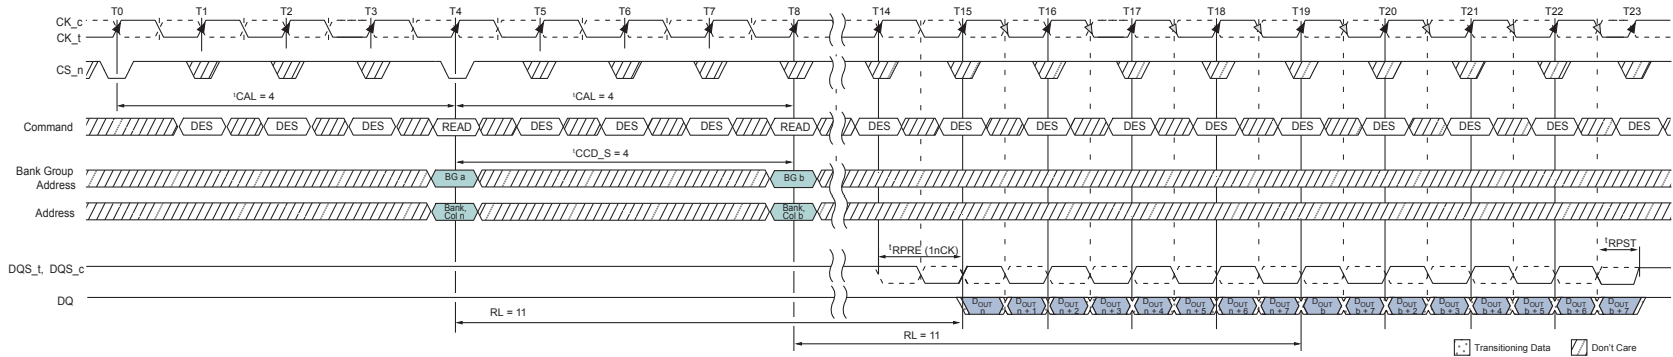 T0 T1 T2 T3 T4 T5 T6 T7 T8 T14 T15 T16 T17 T18 T19 T20 T21 T22 T23
CK_c
CK_t
CS_n
tCAL = 4 tCAL = 4
Command DES DES DES READ DES DES DES READ DES DES DES DES DES DES DES DES DES DES
tCCD_S = 4
Bank Group
Address
BG a BG b
Address
Bank,
Col n
Bank,
Col b
tRPRE (1nCK) tRPST
DQS_t, DQS_c
DQ
DOUT
n
DOUT
n + 1
DOUT
n + 2
DOUT
n + 3
DOUT
n + 4
DOUT
n + 5
DOUT
n + 6
DOUT
n + 7
DOUT
b
DOUT
b + 7
DOUT
b + 2
DOUT
b + 3
DOUT
b + 4
DOUT
b + 5
DOUT
b + 6
DOUT
b + 7
RL = 11
RL = 11
Transitioning Data Don't Care